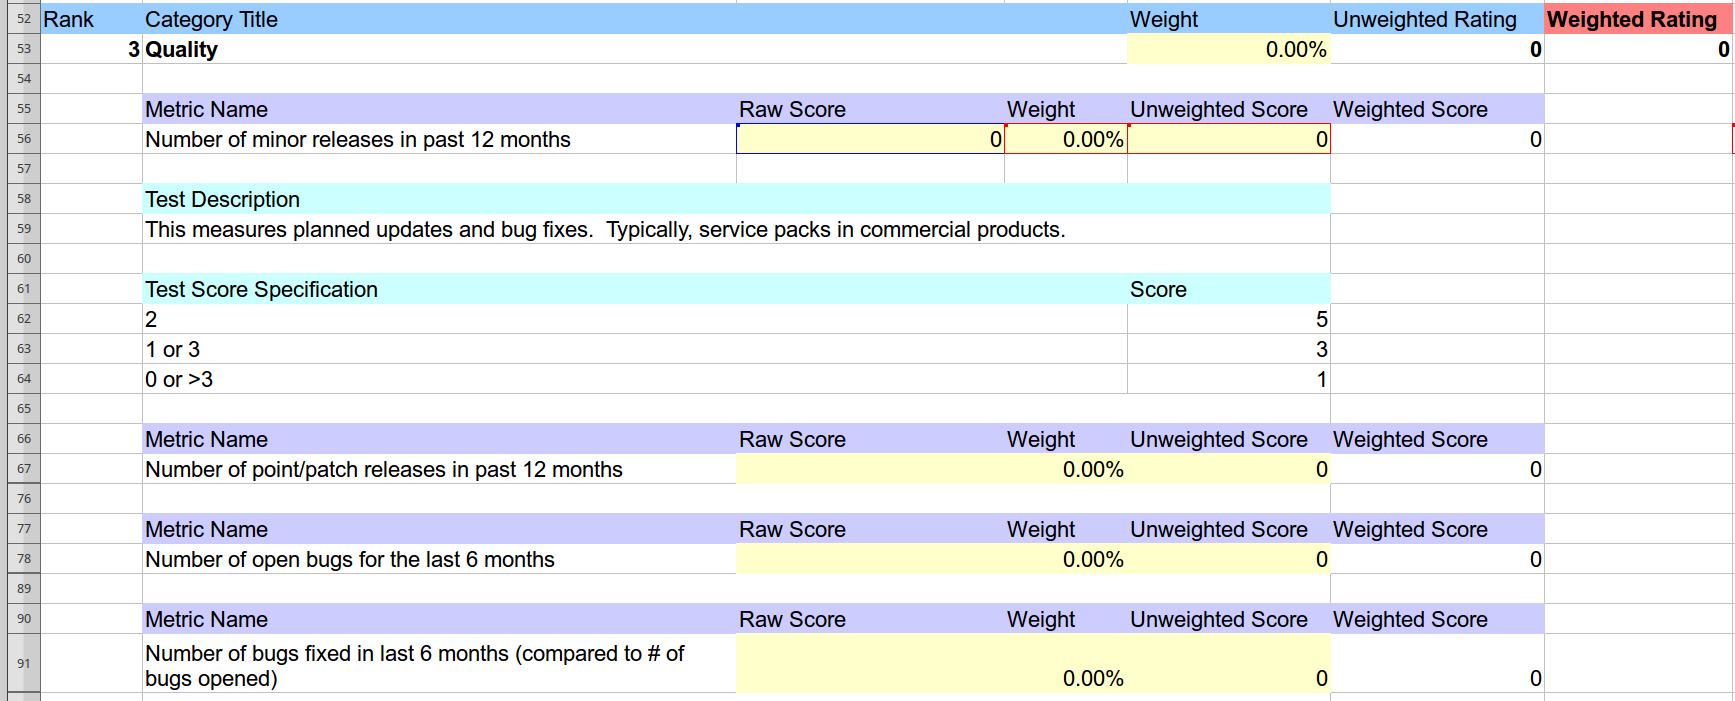 52 Rank Category Title Weight Unweighted Rating Weighted Rating
53 3 Quality 0.00% 0 0
54
55 Metric Name Raw Score Weight Unweighted Score Weighted Score
56 Number of minor releases in past 12 months 0 0.00% 0 0
57
58 Test Description
59 This measures planned updates and bug fixes.  Typically, service packs in commercial products.
60
61 Test Score Specification Score
62 2 5
63 1 or 3 3
64 0 or >3 1
65
66 Metric Name Raw Score Weight Unweighted Score Weighted Score
67 Number of point/patch releases in past 12 months 0.00% 0 0
76
77 Metric Name Raw Score Weight Unweighted Score Weighted Score
78 Number of open bugs for the last 6 months 0.00% 0 0
89
90 Metric Name Raw Score Weight Unweighted Score Weighted Score
91 Number of bugs fixed in last 6 months (compared to # of
bugs opened) 0.00% 0 0